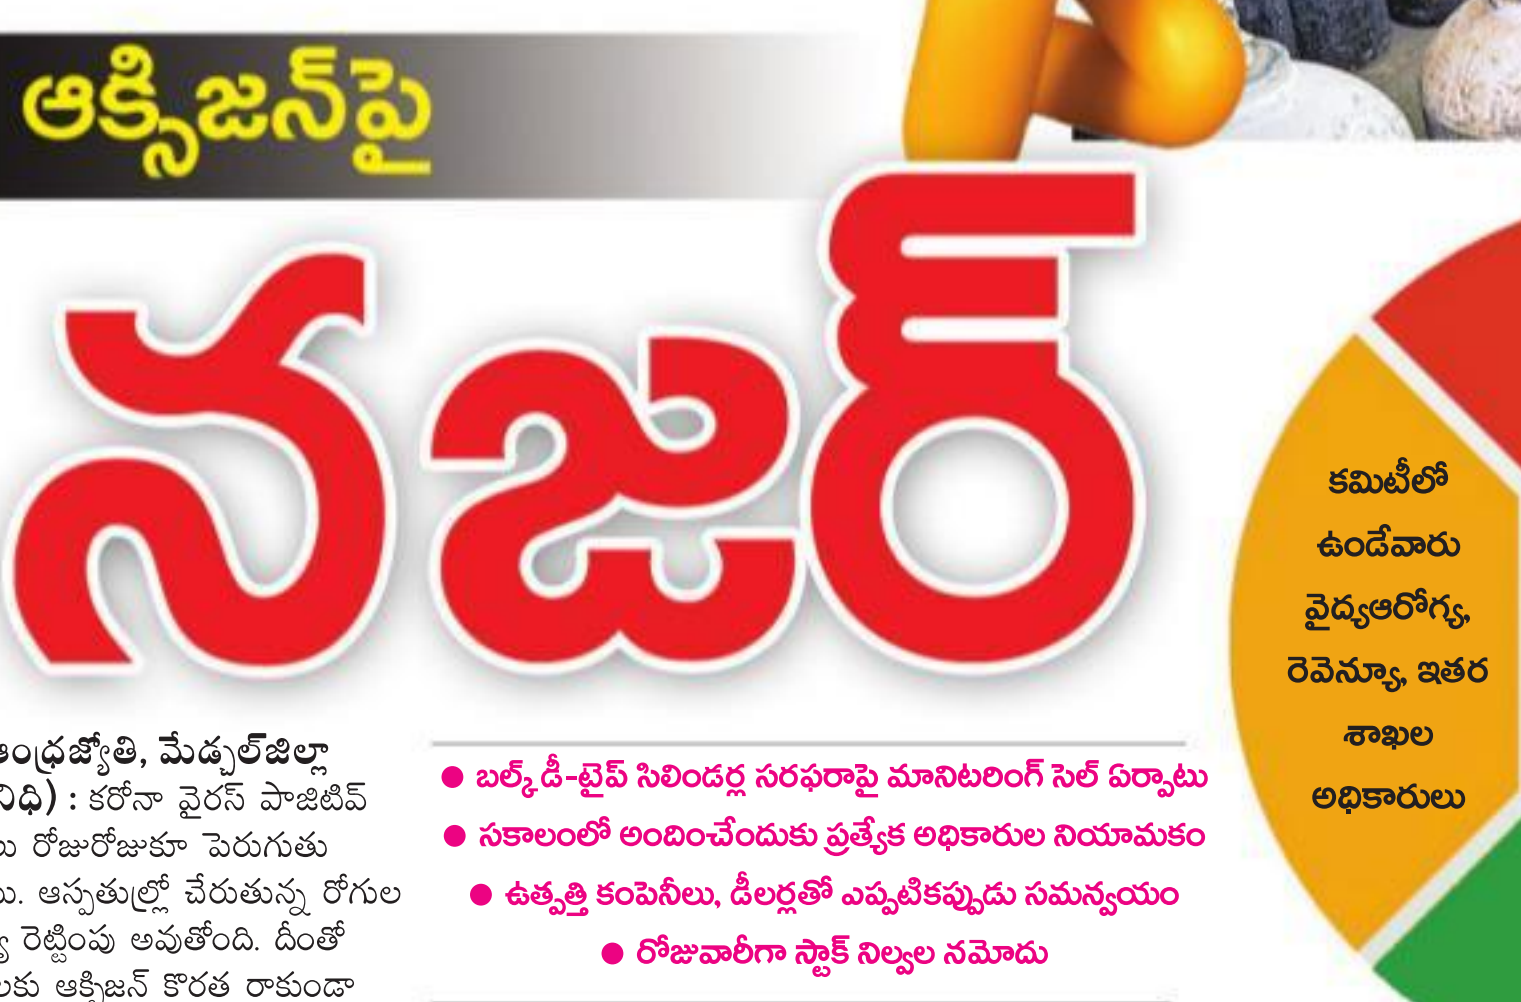 ఆక్సిజన్‌పై
నజర్
ఆంధ్రజ్యోతి, మేడ్చల్‌జిల్లా
: కరోనా వైరస్ పాజిటివ్
రోజురోజుకూ పెరుగుతు
ఆస్పతుల్లో చేరుతున్న రోగుల
రెట్టింపు అవుతోంది. దీంతో
ఆక్సిజన్ కొరత రాకుండా
● బల్క్ డీ-టైప్ సిలిండర్ల సరఫరాపై మానిటరింగ్ సెల్ ఏర్పాటు
● సకాలంలో అందించేందుకు ప్రత్యేక అధికారుల నియామకం
● ఉత్పత్తి కంపెనీలు, డీలర్లతో ఎప్పటికప్పుడు సమన్వయం
● రోజువారీగా స్టాక్ నిల్వల నమోదు
కమిటీలో
ఉండేవారు
వైద్యఆరోగ్య,
రెవెన్యూ, ఇతర
శాఖల
అధికారులు